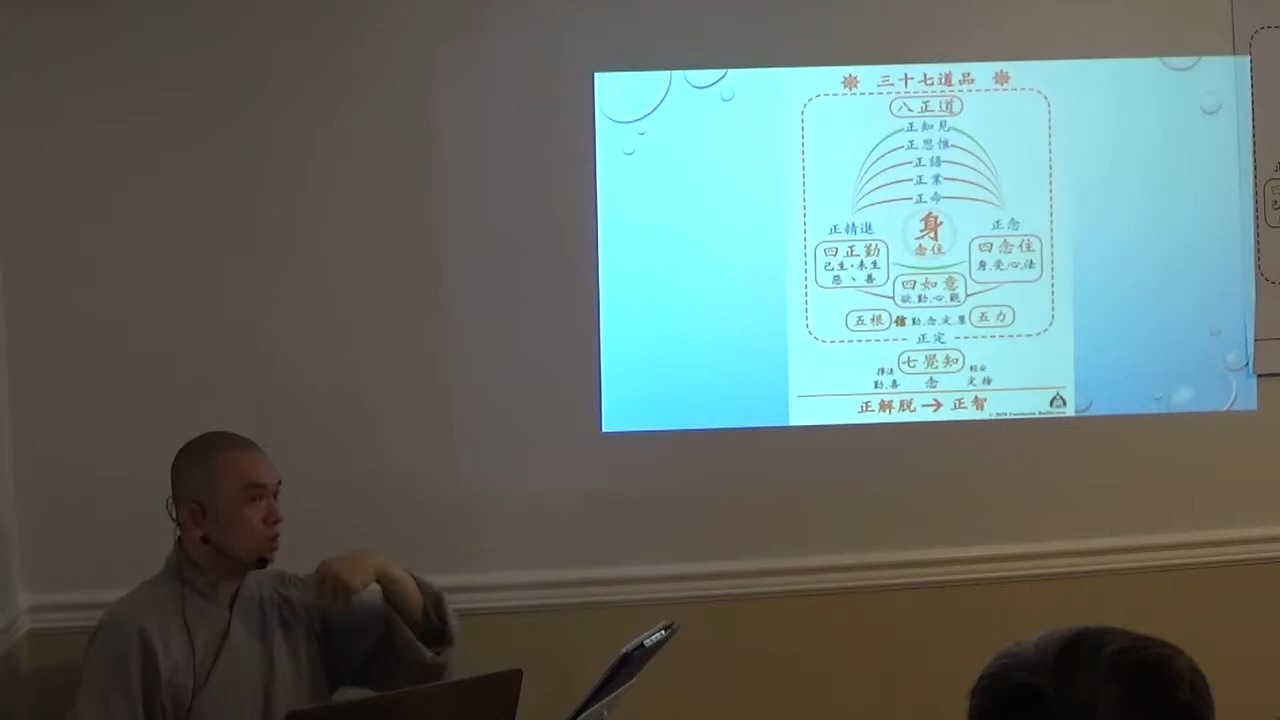 三十七道品
八正道
正知見
正思惟
正語
正業
正命
正精進
身
念住
正念
四正勤
已生·未生
惡、善
四念住
身,受,心,法
四如意
欲,勤,心,觀
五根
信,勤,念,定,慧
五力
正定
七覺知
擇法
輕安
勤,喜
念
定,捨
正解脱→正智